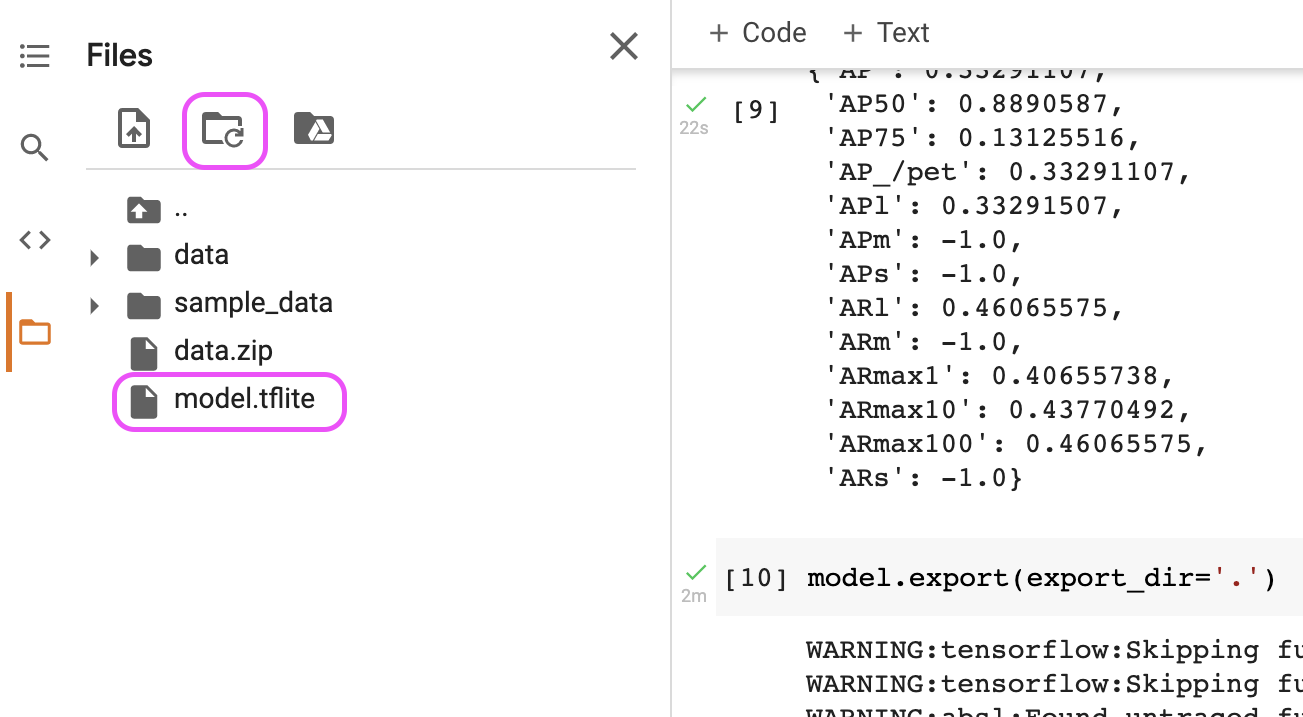 Files
..
data
sample_data
data.zip
model.tflite
+ Code + Text
22s
[9]
{'AP': 0.33291107,
'AP50': 0.8890587,
'AP75': 0.13125516,
'AP_/pet': 0.33291107,
'APl': 0.33291507,
'APm': -1.0,
'APs': -1.0,
'ARl': 0.46065575,
'ARm': -1.0,
'ARmax1': 0.40655738,
'ARmax10': 0.43770492,
'ARmax100': 0.46065575,
'ARs': -1.0}
2m
[10] model.export(export_dir='.')
WARNING:tensorflow:Skipping fu
WARNING:tensorflow:Skipping fu
WARNING:absl:Found untraced fu